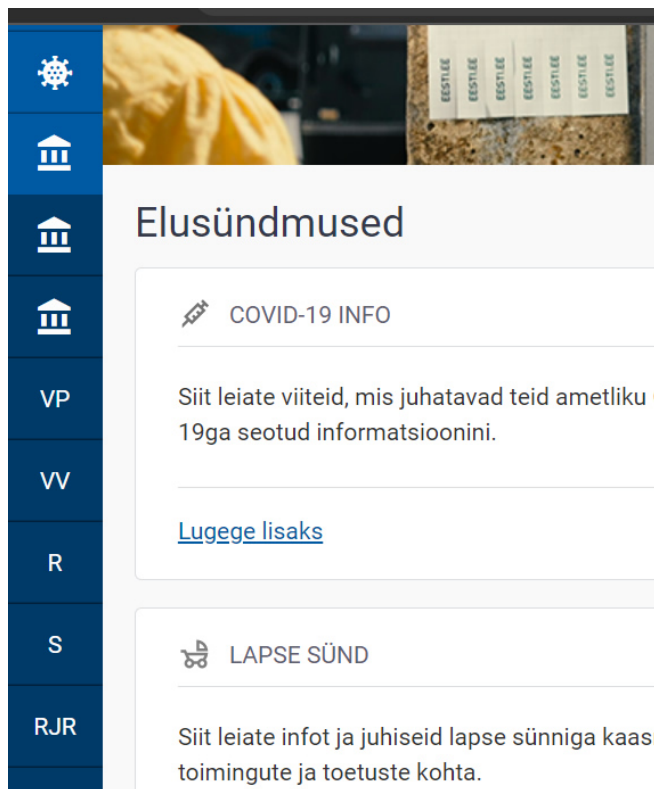 EESTI.EE
EESTI.EE
EESTI.EE
EESTI.EE
EESTI.EE
EESTI.EE
EESTI.EE
Elusündmused
COVID-19 INFO
Siit leiate viiteid, mis juhatavad teid ametliku
19ga seotud informatsioonini.
Lugege lisaks
LAPSE SÜND
Siit leiate infot ja juhiseid lapse sünniga kaas
toimingute ja toetuste kohta.
VP
VV
R
S
RJR